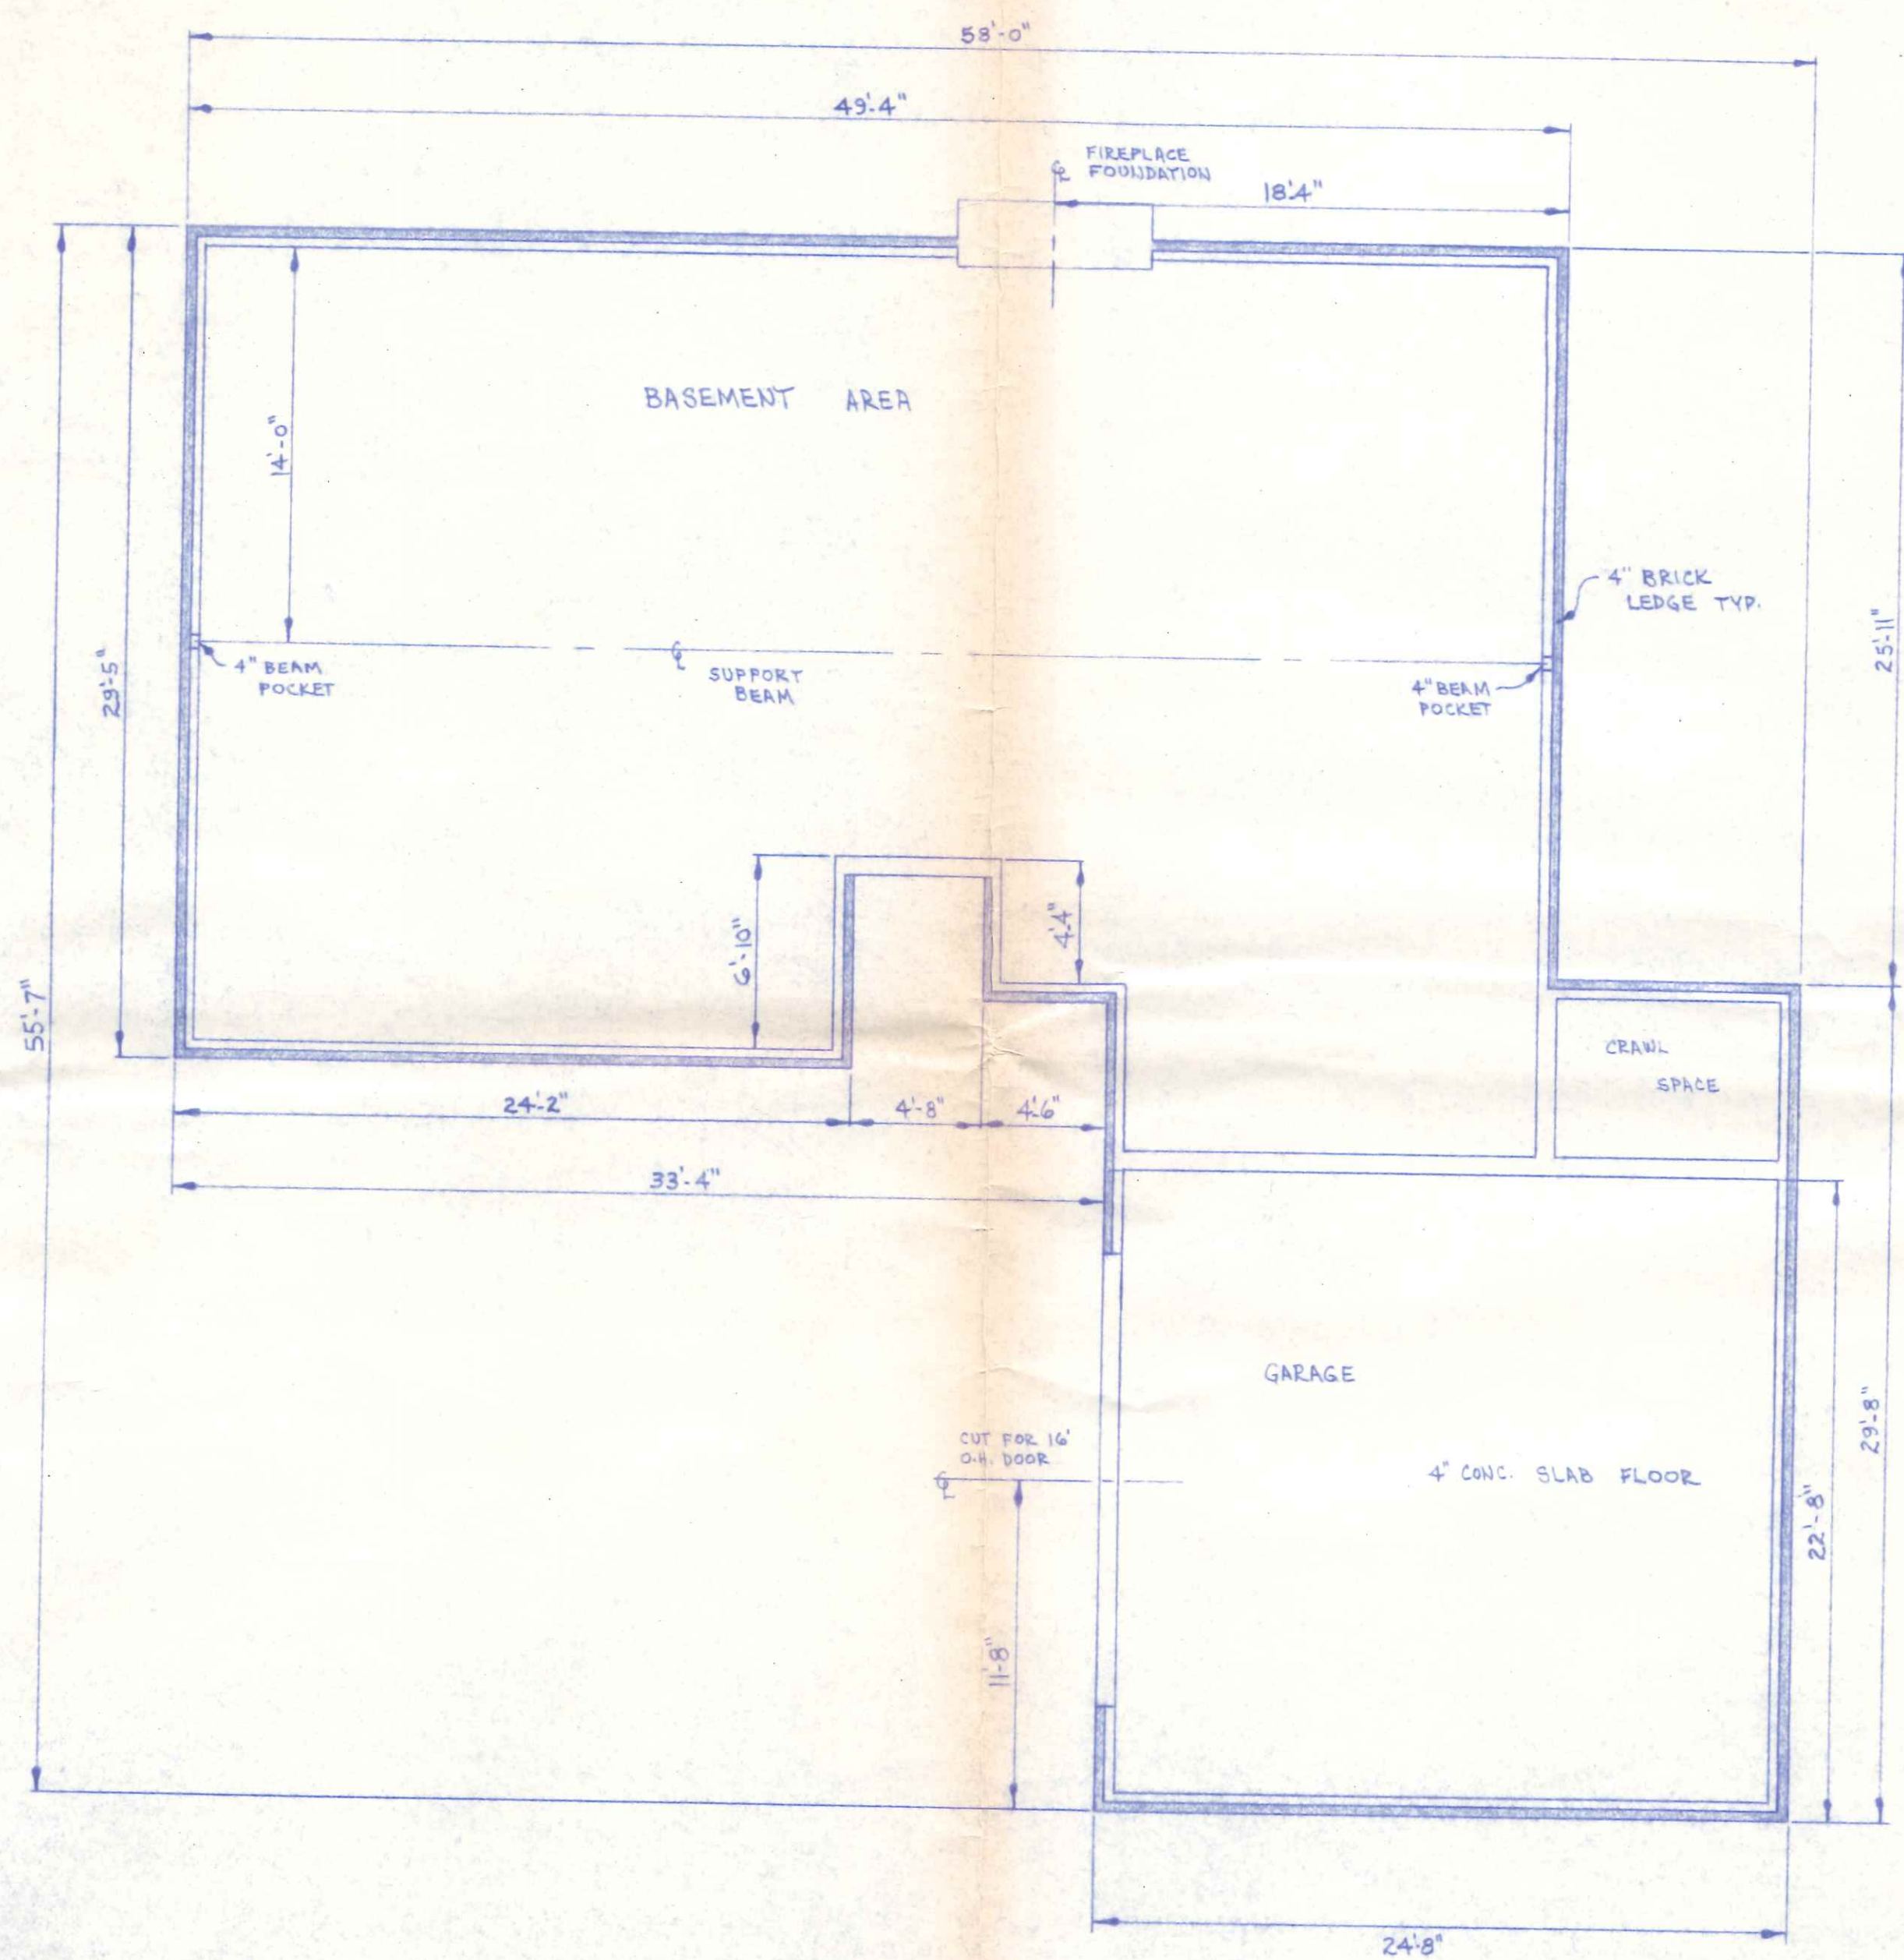 58'-0"
49'-4"
FIREPLACE
℄ FOUNDATION
18'4"
BASEMENT AREA
14'-0"
4" BRICK
LEDGE TYP.
25'-11"
29'-5"
4" BEAM
POCKET
℄
SUPPORT
BEAM
4" BEAM
POCKET
6'-10"
4'4"
55'-7"
CRAWL
SPACE
24'-2"
4'-8"
4'6"
33'-4"
GARAGE
CUT FOR 16'
O.H. DOOR
℄
4" CONC. SLAB FLOOR
29'-8"
22'-8"
11'-8"
24'8"